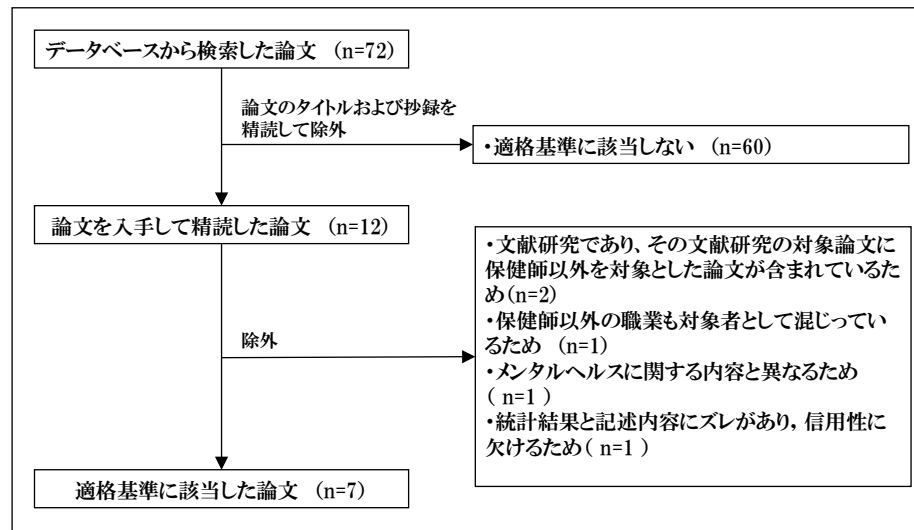 データベースから検索した論文 (n=72)
論文のタイトルおよび抄録を
精読して除外
・適格基準に該当しない (n=60)
論文を入手して精読した論文 (n=12)
・文献研究であり、その文献研究の対象論文に
保健師以外を対象とした論文が含まれているた
め(n=2)
・保健師以外の職業も対象者として混じってい
るため (n=1)
・メンタルヘルスに関する内容と異なるため
( n=1 )
・統計結果と記述内容にズレがあり, 信用性に
欠けるため( n=1 )
除外
適格基準に該当した論文 (n=7)